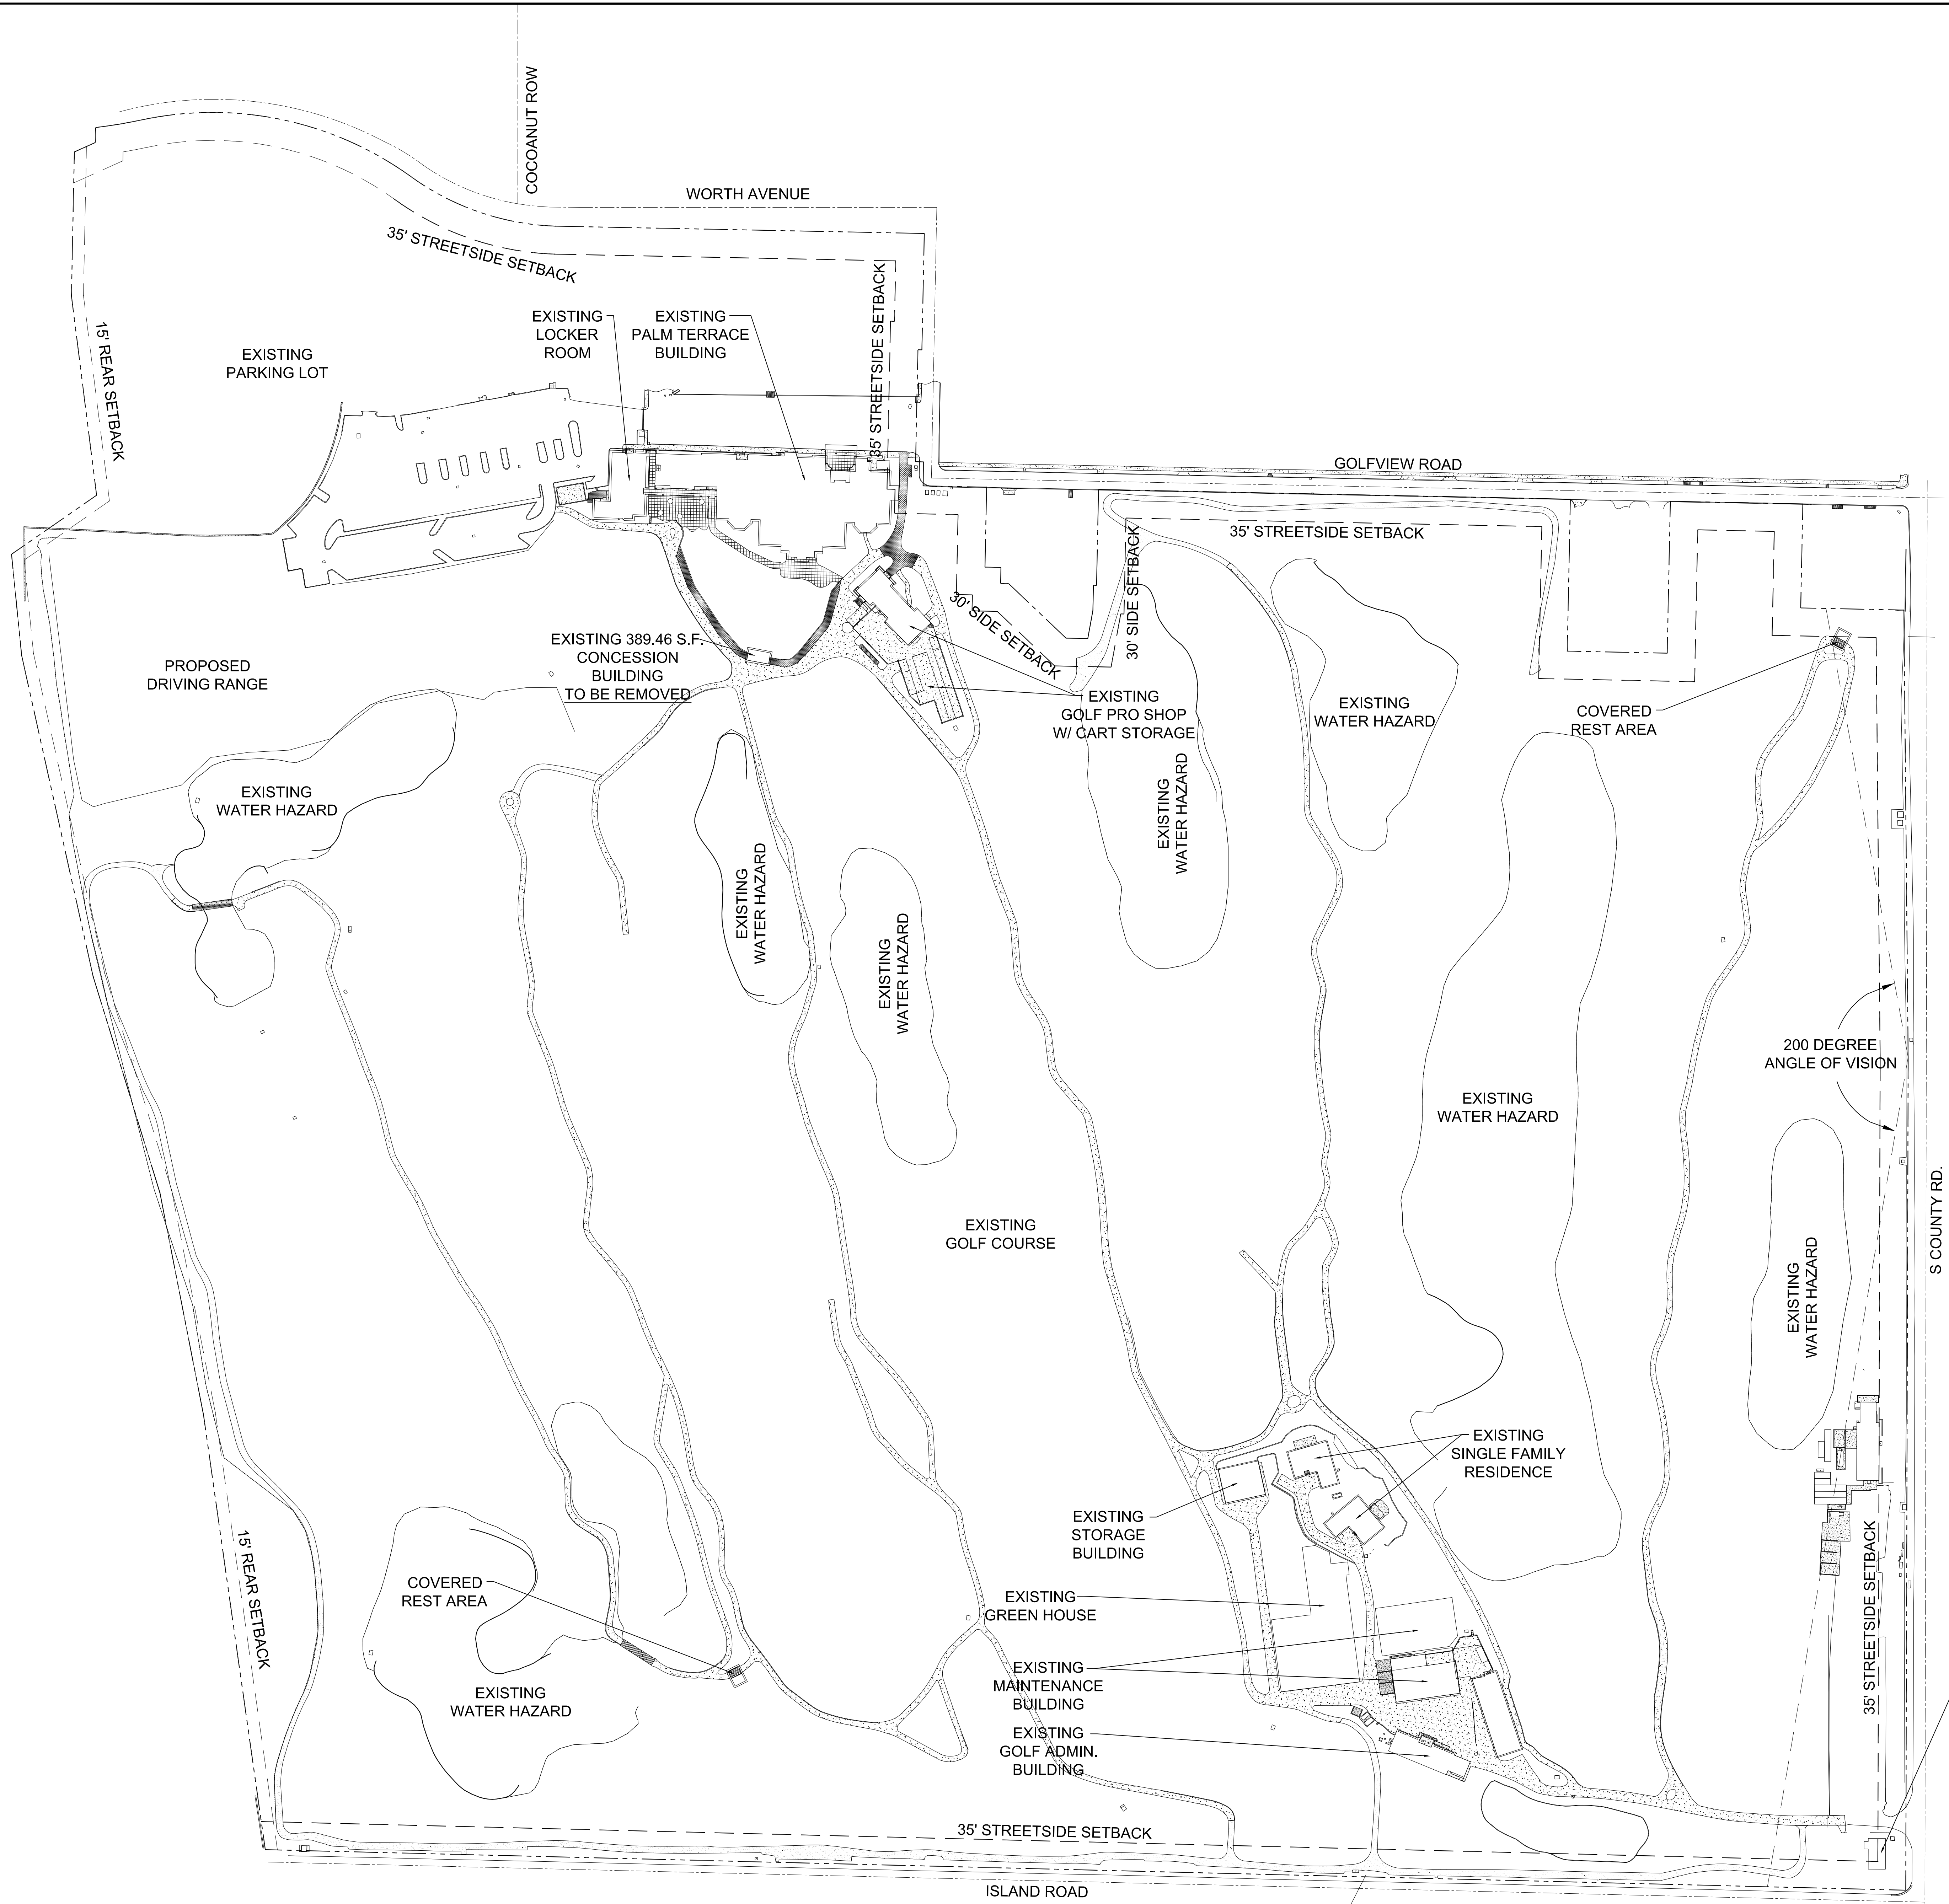 COCOANUT ROW
WORTH AVENUE
35' STREETSIDE SETBACK
35' STREETSIDE SETBACK
15' REAR SETBACK
EXISTING
PARKING LOT
EXISTING
LOCKER
ROOM
EXISTING
PALM TERRACE
BUILDING
GOLFVIEW ROAD
35' STREETSIDE SETBACK
30' SIDE SETBACK
30' SIDE SETBACK
EXISTING 389.46 S.F.
CONCESSION
BUILDING
TO BE REMOVED
PROPOSED
DRIVING RANGE
EXISTING
GOLF PRO SHOP
W/ CART STORAGE
EXISTING
WATER HAZARD
COVERED
REST AREA
EXISTING
WATER HAZARD
EXISTING
WATER HAZARD
EXISTING
WATER HAZARD
EXISTING
WATER HAZARD
200 DEGREE
ANGLE OF VISION
EXISTING
WATER HAZARD
S COUNTY RD.
EXISTING
GOLF COURSE
EXISTING
WATER HAZARD
EXISTING
SINGLE FAMILY
RESIDENCE
EXISTING
STORAGE
BUILDING
35' STREETSIDE SETBACK
15' REAR SETBACK
COVERED
REST AREA
EXISTING
GREEN HOUSE
EXISTING
MAINTENANCE
BUILDING
EXISTING
WATER HAZARD
EXISTING
GOLF ADMIN.
BUILDING
35' STREETSIDE SETBACK
ISLAND ROAD